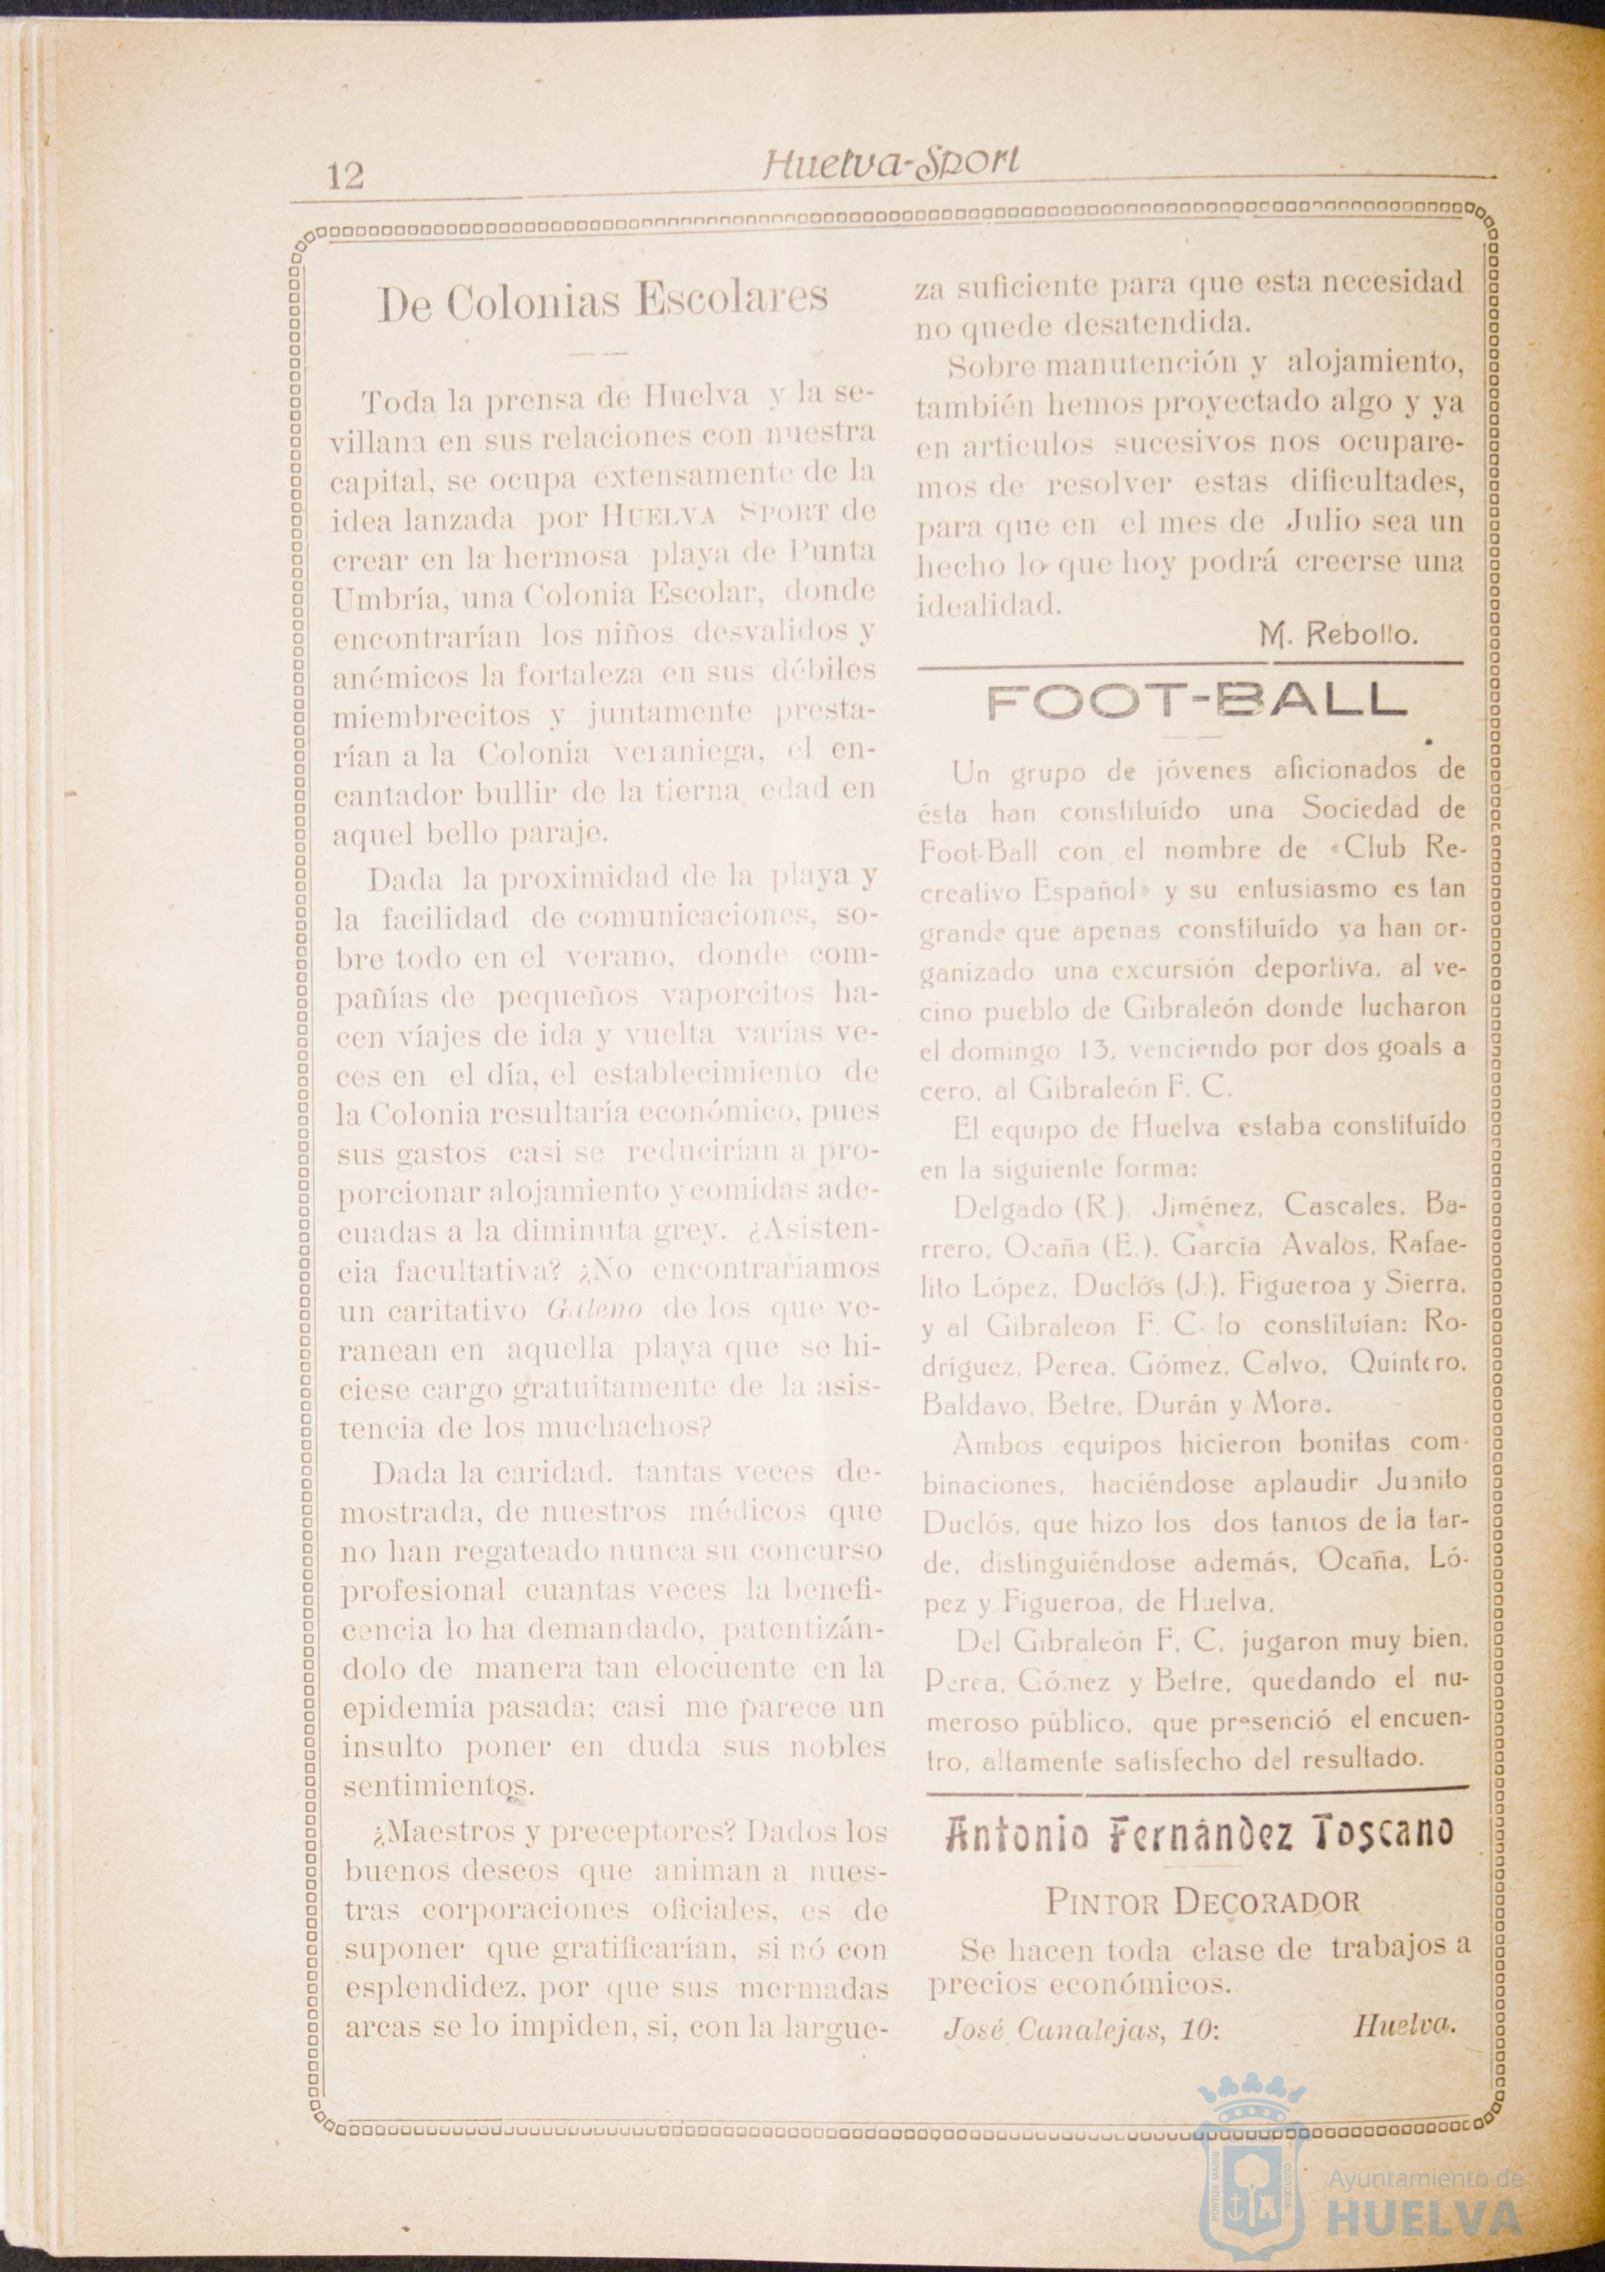 12
Huelva-Sport
De Colonias Escolares
Toda la prensa de Huelva y la se-
villana en sus relaciones con nuestra
capital, se ocupa extensamente de la
idea lanzada por HUELVA SPORT de
crear en la hermosa playa de Punta
Umbría, una Colonia Escolar, donde
encontrarían los niños desvalidos y
anémicos la fortaleza en sus débiles
miembrecitos y juntamente presta-
rían a la Colonia veraniega, el en-
cantador bullir de la tierna edad en
aquel bello paraje.
Dada la proximidad de la playa y
la facilidad de comunicaciones, so-
bre todo en el verano, donde com-
pañías de pequeños vaporcitos ha-
cen víajes de ida y vuelta varias ve-
ces en el día, el establecimiento de
la Colonia resultaría económico, pues
sus gastos casi se reducirían a pro-
porcionar alojamiento y comidas ade-
cuadas a la diminuta grey. ¿Asisten-
cia facultativa? ¿No encontraríamos
un caritativo Galeno de los que ve-
ranean en aquella playa que se hi-
ciese cargo gratuitamente de la asis-
tencia de los muchachos?
Dada la caridad. tantas veces de-
mostrada, de nuestros médicos que
no han regateado nunca su concurso
profesional cuantas veces la benefi-
cencia lo ha demandado, patentizán-
dolo de manera tan elocuente en la
epidemia pasada; casi me parece un
insulto poner en duda sus nobles
sentimientos.
¿Maestros y preceptores? Dados los
buenos deseos que animan a nues-
tras corporaciones oficiales, es de
suponer que gratificarían, si nó con
esplendidez, por que sus mermadas
arcas se lo impiden, si, con la largue-
za suficiente para que esta necesidad
no quede desatendida.
Sobre manutención y alojamiento,
también hemos proyectado algo y ya
en artículos sucesivos nos ocupare-
mos de resolver estas dificultades,
para que en el mes de Julio sea un
hecho lo que hoy podrá creerse una
idealidad.
M. Rebollo.
FOOT-BALL
Un grupo de jóvenes aficionados de
ésta han constituído una Sociedad de
Foot-Ball con el nombre de «Club Re-
creativo Español» y su entusiasmo es tan
grande que apenas constituído ya han or-
ganizado una excursión deportiva. al ve-
cino pueblo de Gibraleón donde lucharon
el domingo 13, venciendo por dos goals a
cero, al Gibraleón F. C.
El equipo de Huelva estaba constituído
en la siguiente forma:
Delgado (R.). Jiménez, Cascales, Ba-
rrero, Ocaña (E.). García Avalos, Rafae-
lito López, Duclós (J.), Figueroa y Sierra,
y al Gibraleón F. C. lo constituían: Ro-
dríguez, Perea, Gómez, Calvo, Quintero,
Baldavo, Betre, Durán y Mora.
Ambos equipos hicieron bonitas com-
binaciones, haciéndose aplaudir Juanito
Duclós, que hizo los dos tantos de la tar-
de, distinguiéndose además, Ocaña, Ló-
pez y Figueroa, de Huelva,
Del Gibraleón F. C. jugaron muy bien,
Perea, Gómez y Betre, quedando el nu-
meroso público, que presenció el encuen-
tro, altamente satisfecho del resultado.
Antonio Fernández Toscano
PINTOR DECORADOR
Se hacen toda clase de trabajos a
precios económicos.
José Canalejas, 10: Huelva.
PORTUS MARIS
CUSTODIA
Ayuntamiento de
HUELVA